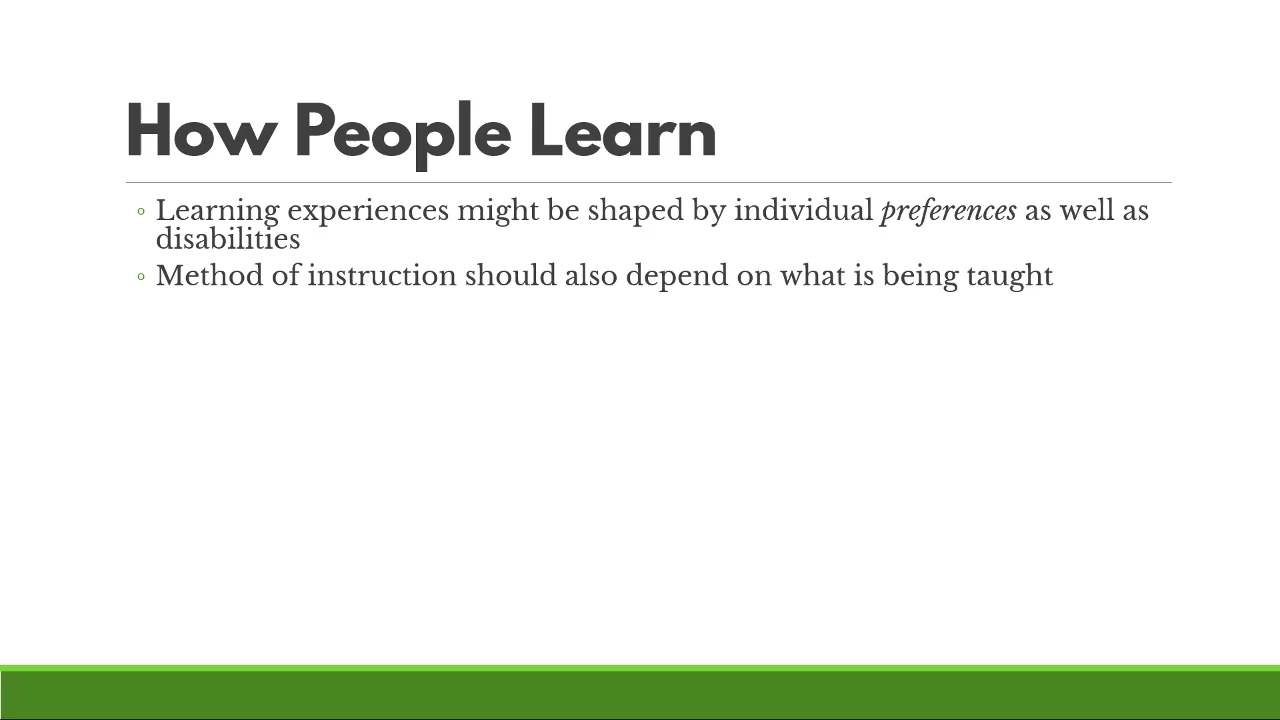 How People Learn
◦ Learning experiences might be shaped by individual preferences as well as
disabilities
◦ Method of instruction should also depend on what is being taught